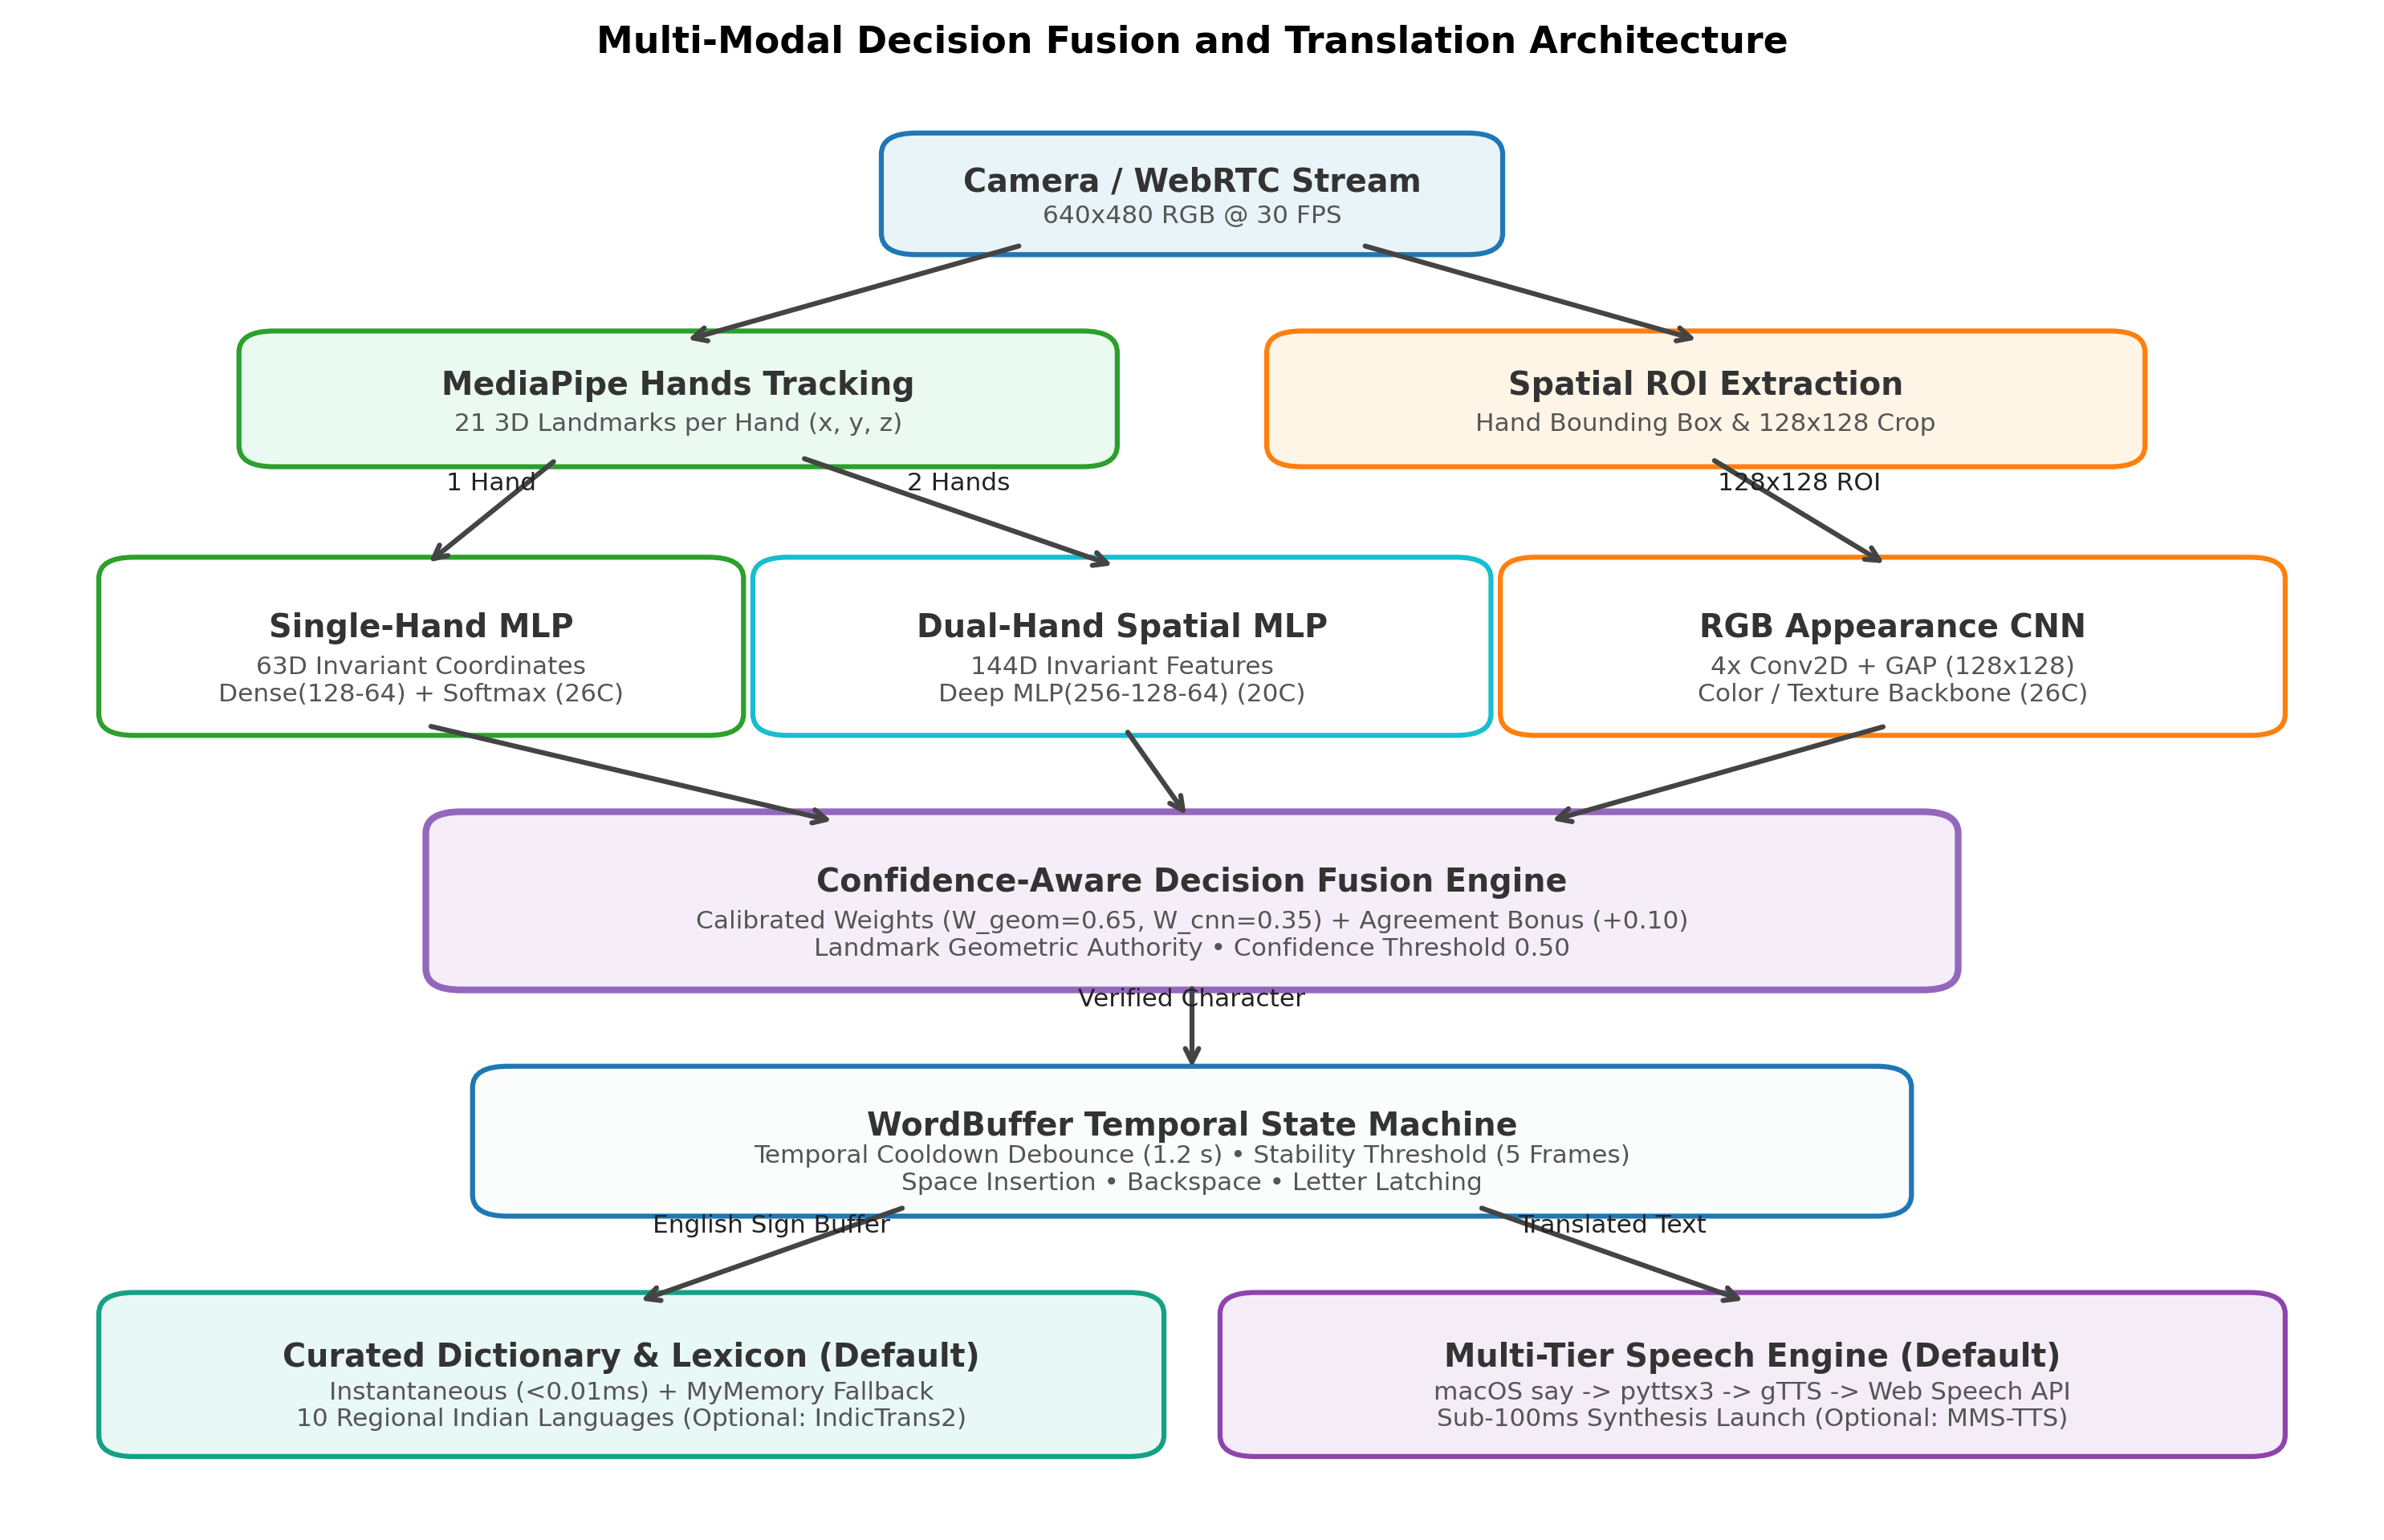 Multi-Modal Decision Fusion and Translation Architecture
Camera / WebRTC Stream
640x480 RGB @ 30 FPS
MediaPipe Hands Tracking
21 3D Landmarks per Hand (x, y, z)
Spatial ROI Extraction
Hand Bounding Box & 128x128 Crop
1 Hand
2 Hands
128x128 ROI
Single-Hand MLP
63D Invariant Coordinates
Dense(128-64) + Softmax (26C)
Dual-Hand Spatial MLP
144D Invariant Features
Deep MLP(256-128-64) (20C)
RGB Appearance CNN
4x Conv2D + GAP (128x128)
Color / Texture Backbone (26C)
Confidence-Aware Decision Fusion Engine
Calibrated Weights (W_geom=0.65, W_cnn=0.35) + Agreement Bonus (+0.10)
Landmark Geometric Authority • Confidence Threshold 0.50
Verified Character
WordBuffer Temporal State Machine
Temporal Cooldown Debounce (1.2 s) • Stability Threshold (5 Frames)
Space Insertion • Backspace • Letter Latching
English Sign Buffer
Translated Text
Curated Dictionary & Lexicon (Default)
Instantaneous (<0.01ms) + MyMemory Fallback
10 Regional Indian Languages (Optional: IndicTrans2)
Multi-Tier Speech Engine (Default)
macOS say -> pyttsx3 -> gTTS -> Web Speech API
Sub-100ms Synthesis Launch (Optional: MMS-TTS)